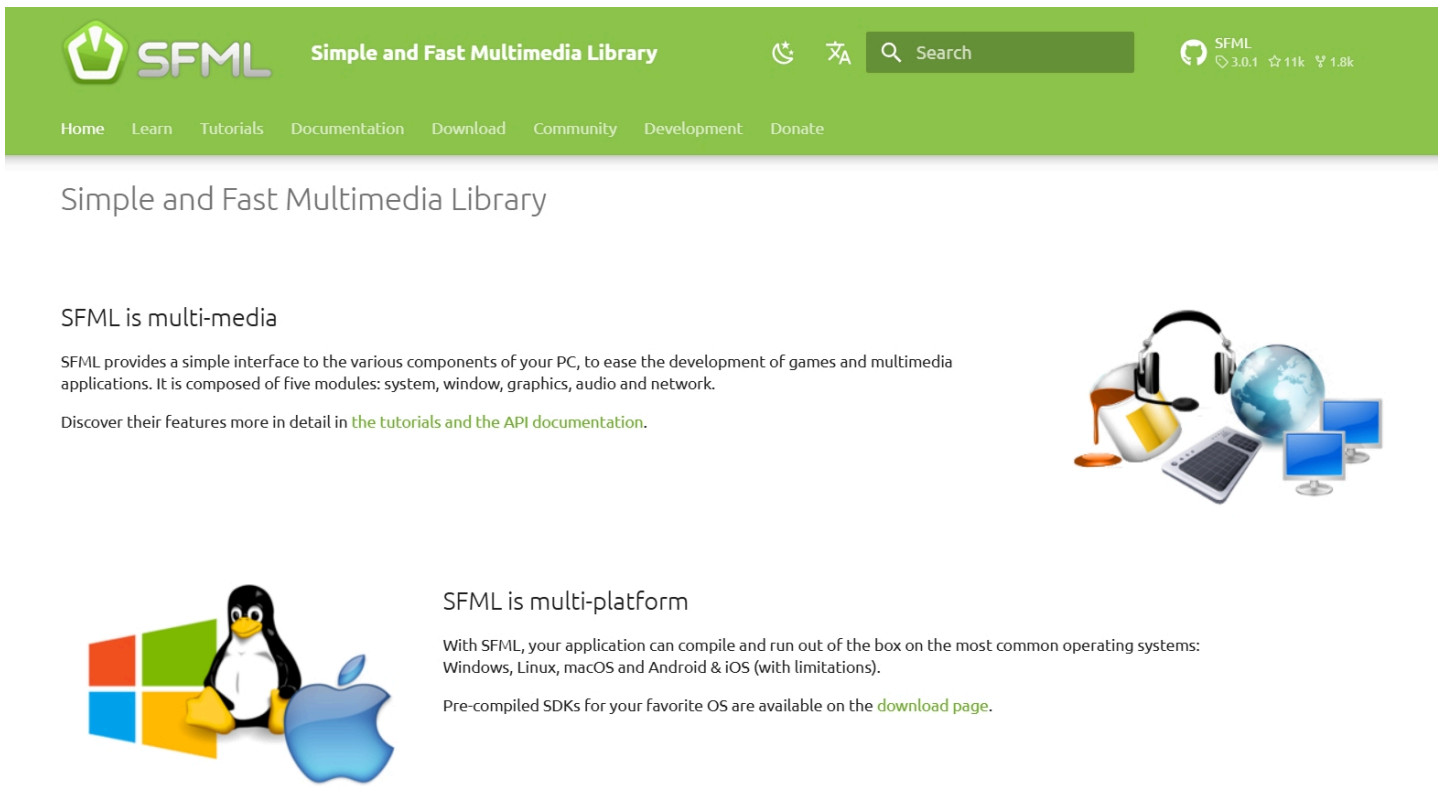 SFML
Simple and Fast Multimedia Library
Search
SFML
3.0.1 11k 1.8k
Home Learn Tutorials Documentation Download Community Development Donate
Simple and Fast Multimedia Library
SFML is multi-media
SFML provides a simple interface to the various components of your PC, to ease the development of games and multimedia
applications. It is composed of five modules: system, window, graphics, audio and network.
Discover their features more in detail in the tutorials and the API documentation.
SFML is multi-platform
With SFML, your application can compile and run out of the box on the most common operating systems:
Windows, Linux, macOS and Android & iOS (with limitations).
Pre-compiled SDKs for your favorite OS are available on the download page.